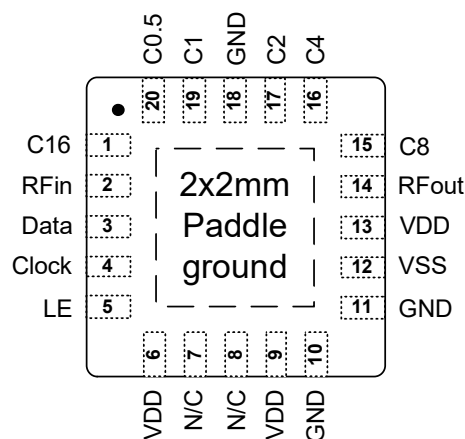 C0.5
C1
GND
C2
C4
20
19
18
17
16
C16 1
RFin 2
Data 3
Clock 4
LE 5
2x2mm
Paddle
ground
15 C8
14 RFout
13 VDD
12 VSS
11 GND
6
7
8
9
10
VDD
N/C
N/C
VDD
GND